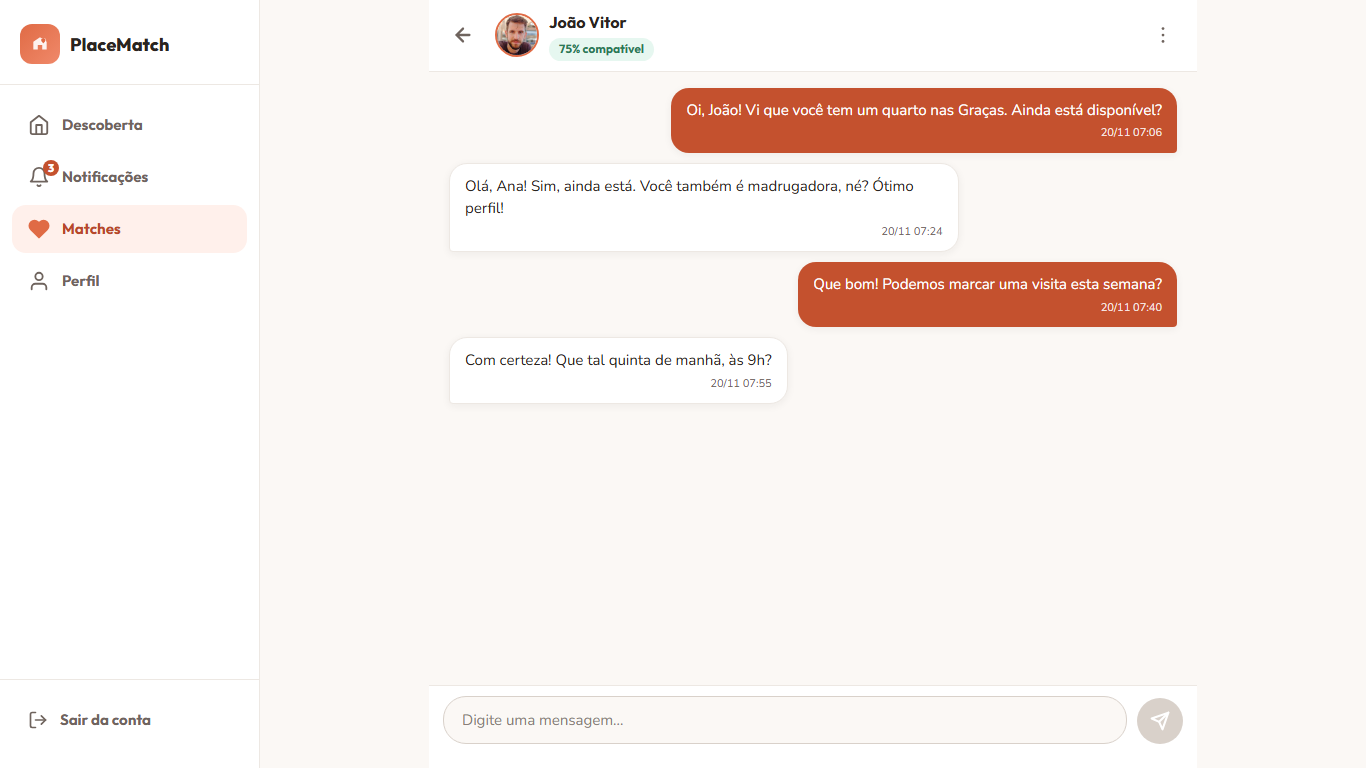 PlaceMatch
Descoberta
3
Notificações
Matches
Perfil
Sair da conta
João Vitor
75% compatível
Oi, João! Vi que você tem um quarto nas Graças. Ainda está disponível?
20/11 07:06
Olá, Ana! Sim, ainda está. Você também é madrugadora, né? Ótimo
perfil!
20/11 07:24
Que bom! Podemos marcar uma visita esta semana?
20/11 07:40
Com certeza! Que tal quinta de manhã, às 9h?
20/11 07:55
Digite uma mensagem...